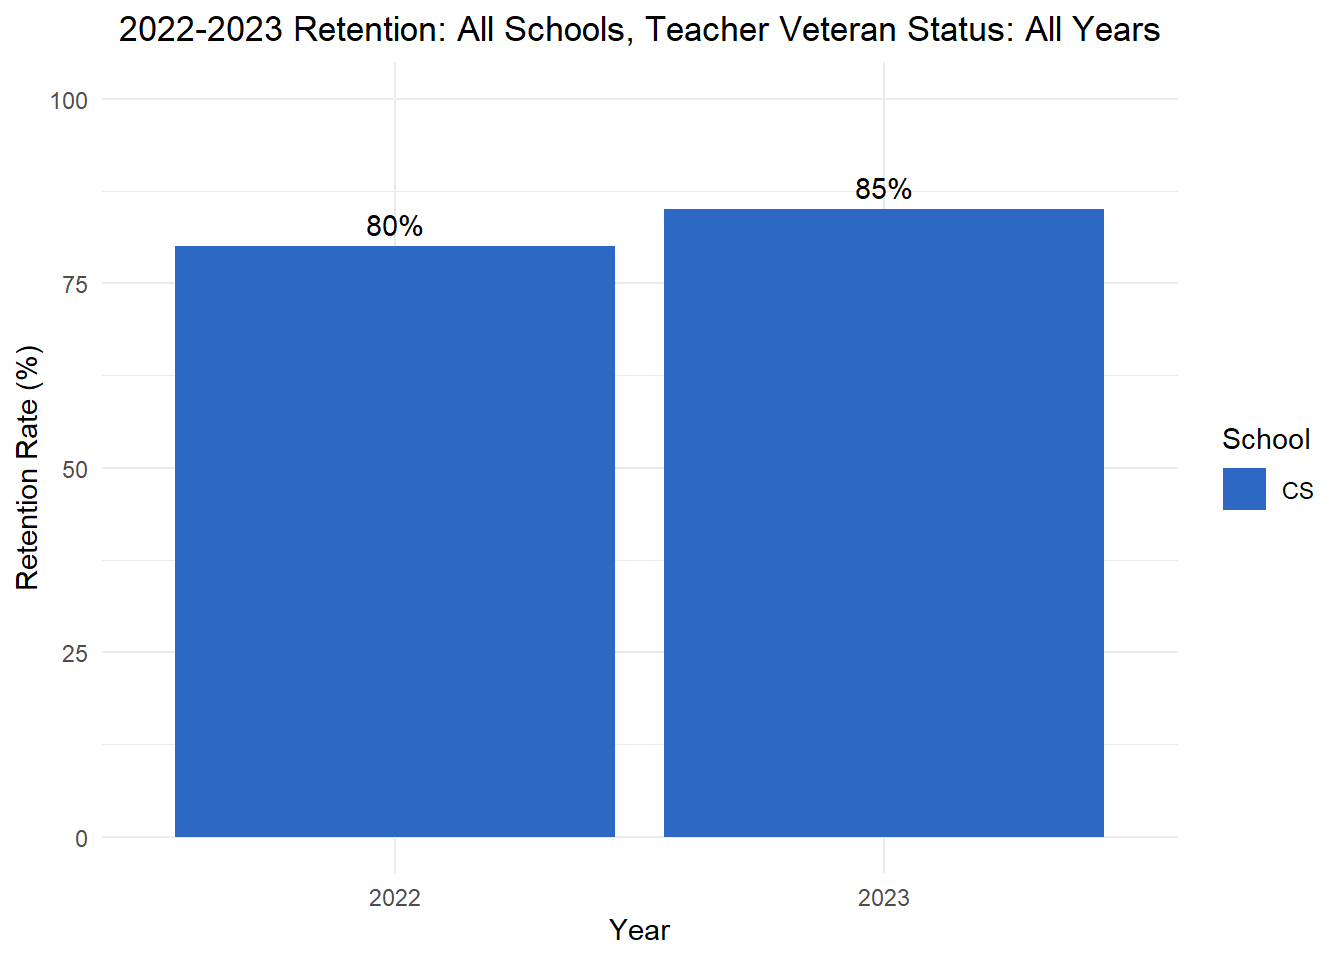 2022-2023 Retention: All Schools, Teacher Veteran Status: All Years
100
75
50
25
0
Retention Rate (%)
80%
85%
2022
2023
Year
School
CS